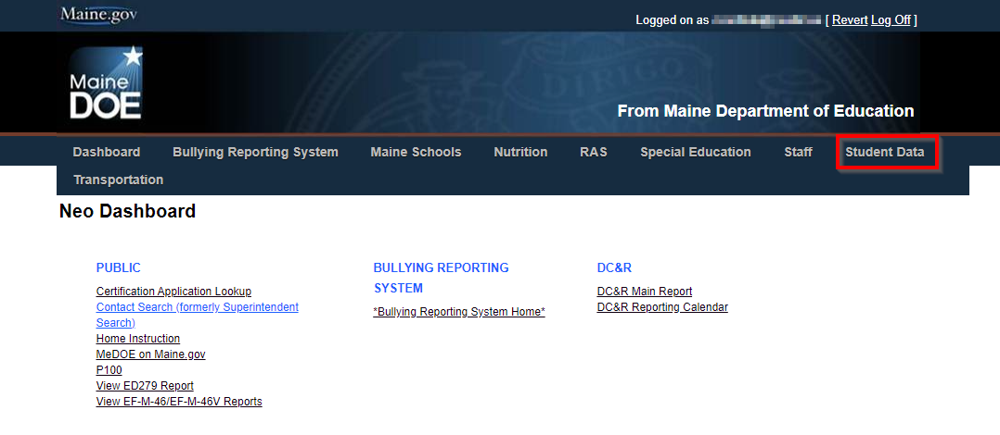 Maine.gov
Logged on as [ Revert Log Off ]
Maine
DOE
DIRIGO
From Maine Department of Education
Dashboard Bullying Reporting System Maine Schools Nutrition RAS Special Education Staff Student Data
Transportation
Neo Dashboard
PUBLIC
Certification Application Lookup
Contact Search (formerly Superintendent
Search)
Home Instruction
MeDOE on Maine.gov
P100
View ED279 Report
View EF-M-46/EF-M-46V Reports
BULLYING REPORTING
SYSTEM
*Bullying Reporting System Home*
DC&R
DC&R Main Report
DC&R Reporting Calendar